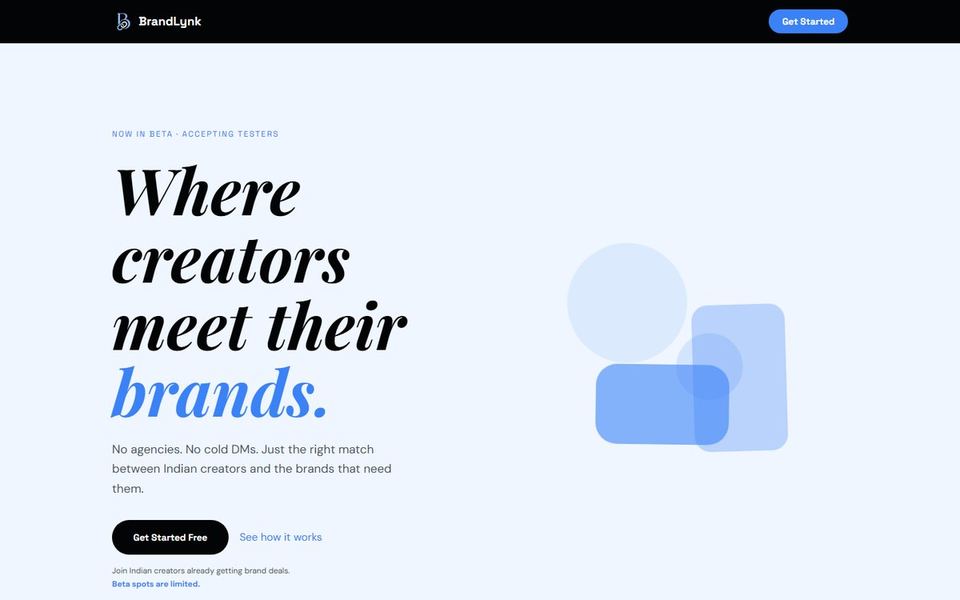 BrandLynk
Get Started
NOW IN BETA · ACCEPTING TESTERS
Where
creators
meet their
brands.
No agencies. No cold DMs. Just the right match
between Indian creators and the brands that need
them.
Get Started Free
See how it works
Join Indian creators already getting brand deals.
Beta spots are limited.